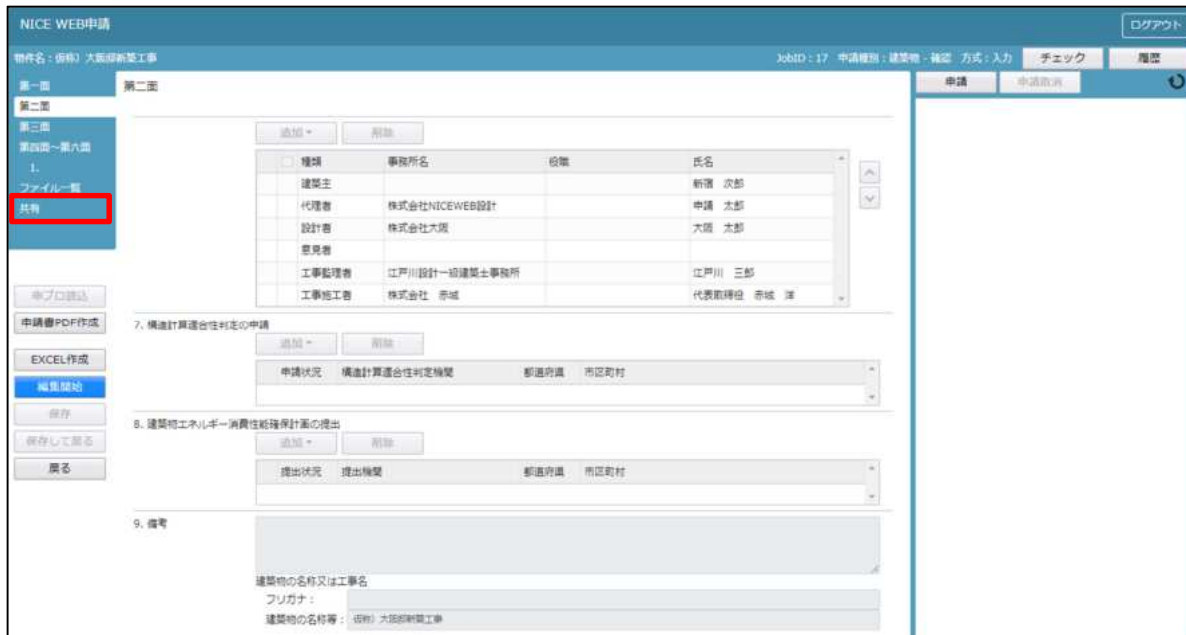 NICE WEB申請
ログアウト
物件名：仮称）大阪邸新築工事
JobID：17 申請種別：建築物 - 確認 方式：入力 チェック 履歴
第一面
第二面
第三面
第四面～第六面
1.
ファイル一覧
共有
申プロ読込
申請書PDF作成
EXCEL作成
編集開始
保存
保存して戻る
戻る
第二面
追加 削除
種類 事務所名 役職 氏名
建築主 新宿 次郎
代理者 株式会社NICEWEB設計 申請 太郎
設計者 株式会社大阪 大阪 太郎
意見者
工事監理者 江戸川設計一級建築士事務所 江戸川 三郎
工事施工者 株式会社 赤城 代表取締役 赤城 洋
7. 構造計算適合性判定の申請
追加 削除
申請状況 構造計算適合性判定機関 都道府県 市区町村
8. 建築物エネルギー消費性能確保計画の提出
追加 削除
提出状況 提出機関 都道府県 市区町村
9. 備考
建築物の名称又は工事名
フリガナ：
建築物の名称等： 仮称）大阪邸新築工事
申請 申請取消